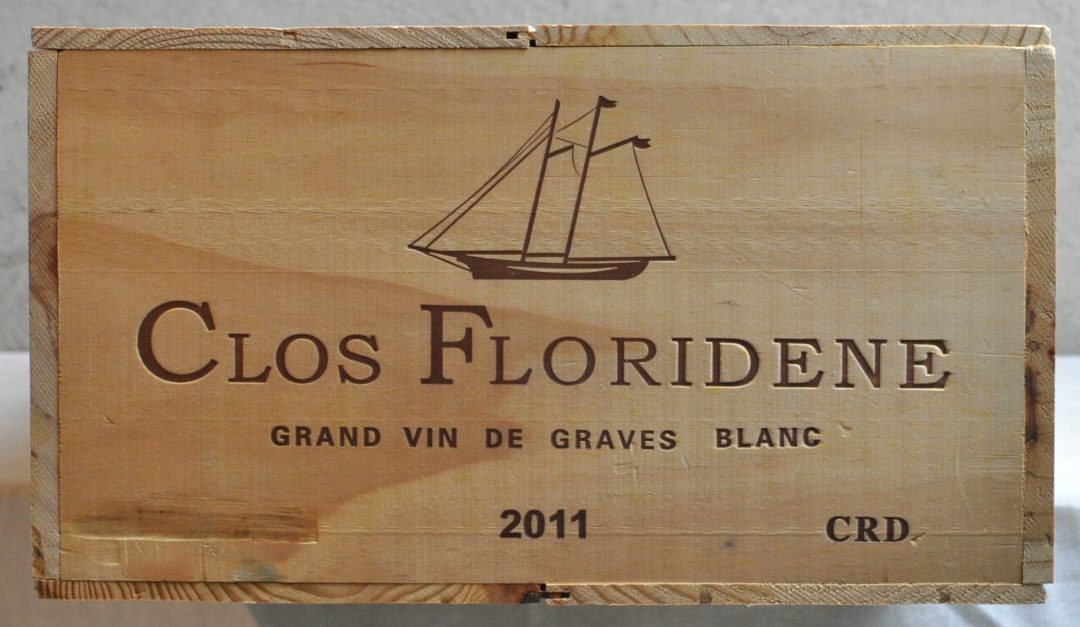 CLOS FLORIDENE
GRAND VIN DE GRAVES BLANC
2011 CRD